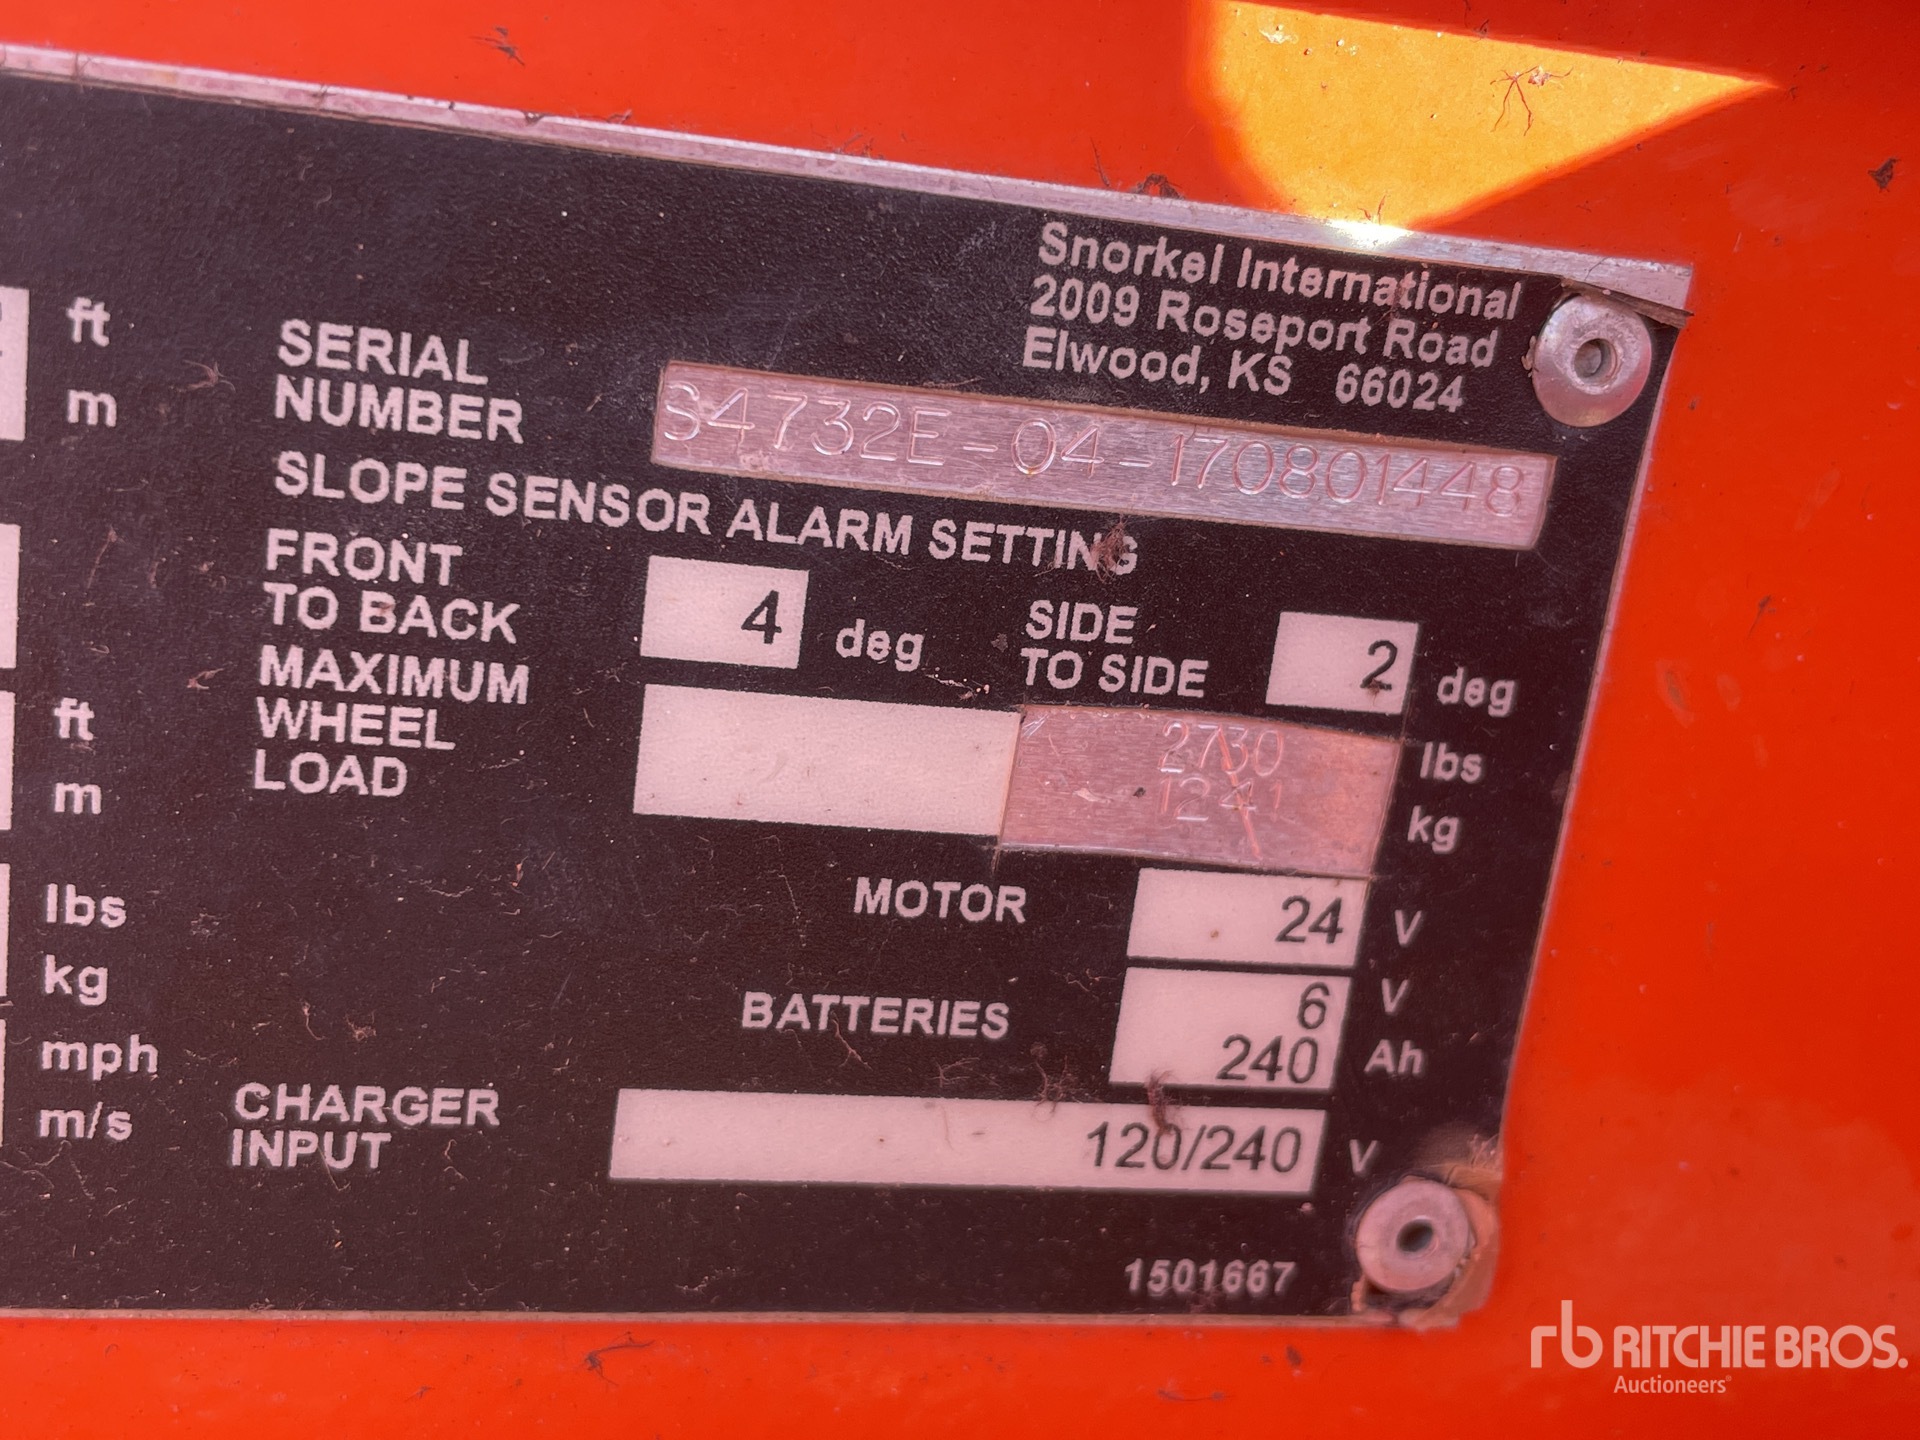 Snorkel International
2009 Roseport Road
Elwood, KS 66024
ft
m
SERIAL
NUMBER
S4732E-04-170801448
SLOPE SENSOR ALARM SETTING
FRONT
TO BACK
4 deg
SIDE
TO SIDE
2 deg
MAXIMUM
WHEEL
LOAD
2730 lbs
1241 kg
ft
m
MOTOR 24 V
lbs
kg
BATTERIES 6 V
240 Ah
mph
m/s
CHARGER
INPUT
120/240 V
1501667
rb RITCHIE BROS.
Auctioneers